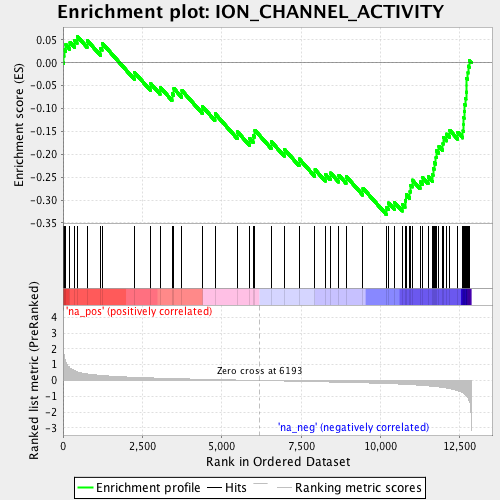 Enrichment plot: ION_CHANNEL_ACTIVITY
Enrichment score (ES)
0.05
0.00
-0.05
-0.10
-0.15
-0.20
-0.25
-0.30
-0.35
'na_pos' (positively correlated)
Ranked list metric (PreRanked)
4
3
2
1
0
-1
-2
-3
Zero cross at 6193
'na_neg' (negatively correlated)
0
2,500
5,000
7,500
10,000
12,500
Rank in Ordered Dataset
Enrichment profile
Hits
Ranking metric scores